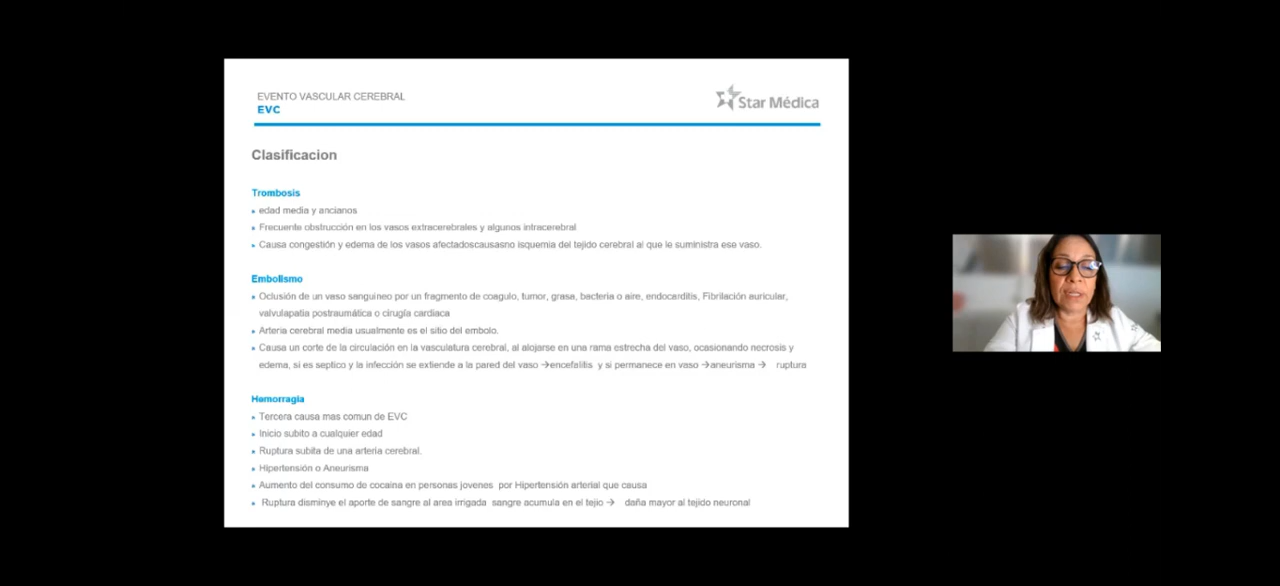 EVENTO VASCULAR CEREBRAL
EVC
Star Médica
Clasificacion
Trombosis
edad media y ancianos
Frecuente obstrucción en los vasos extracerebrales y algunos intracerebral
Causa congestión y edema de los vasos afectadoscausasno isquemia del tejido cerebral al que le suministra ese vaso.
Embolismo
Oclusión de un vaso sanguineo por un fragmento de coagulo, tumor, grasa, bacteria o aire, endocarditis, Fibrilación auricular,
valvulapatia postraumática o cirugía cardiaca
Arteria cerebral media usualmente es el sitio del embolo.
Causa un corte de la circulación en la vasculatura cerebral, al alojarse en una rama estrecha del vaso, ocasionando necrosis y
edema, si es septico y la infección se extiende a la pared del vaso →encefalitis y si permanece en vaso →aneurisma → ruptura
Hemorragia
Tercera causa mas comun de EVC
Inicio subito a cualquier edad
Ruptura subita de una arteria cerebral.
Hipertensión o Aneurisma
Aumento del consumo de cocaina en personas jovenes por Hipertensión arterial que causa
Ruptura disminye el aporte de sangre al area irrigada sangre acumula en el tejio → daña mayor al tejido neuronal